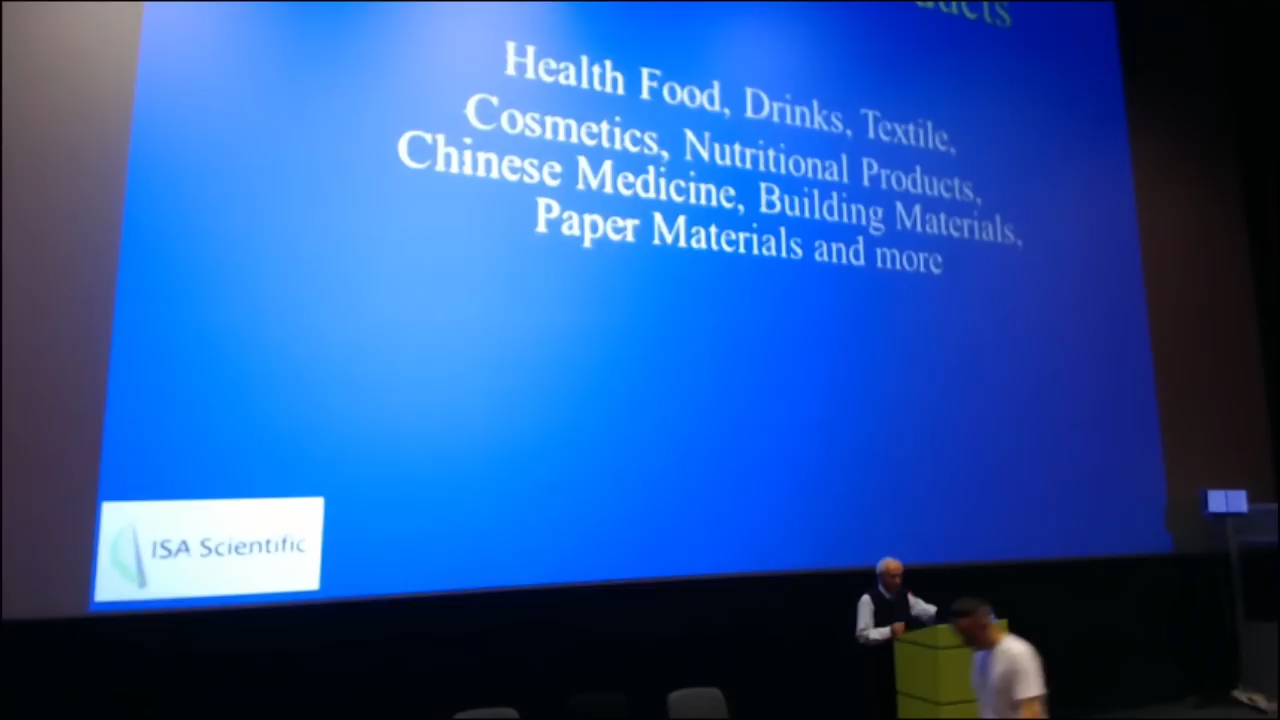 Health Food, Drinks, Textile,
Cosmetics, Nutritional Products,
Chinese Medicine, Building Materials,
Paper Materials and more
ISA Scientific